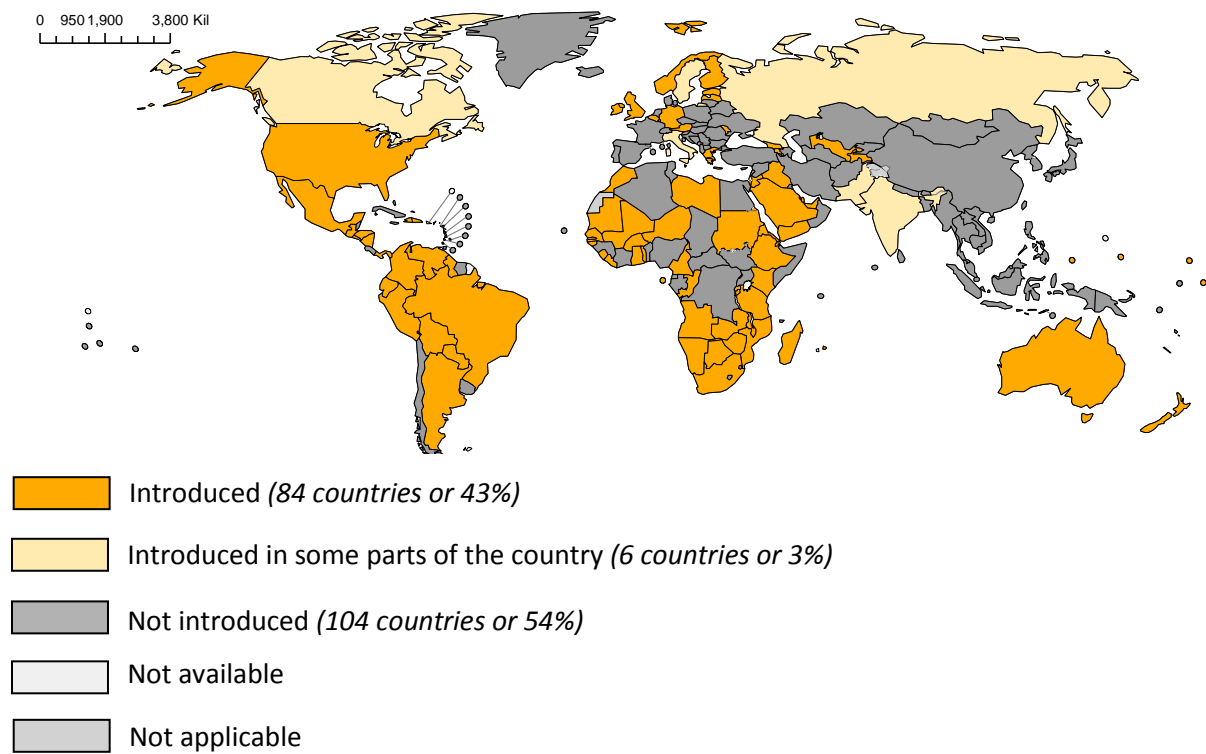 0 950 1,900 3,800 Kil
Introduced (84 countries or 43%)
Introduced in some parts of the country (6 countries or 3%)
Not introduced (104 countries or 54%)
Not available
Not applicable